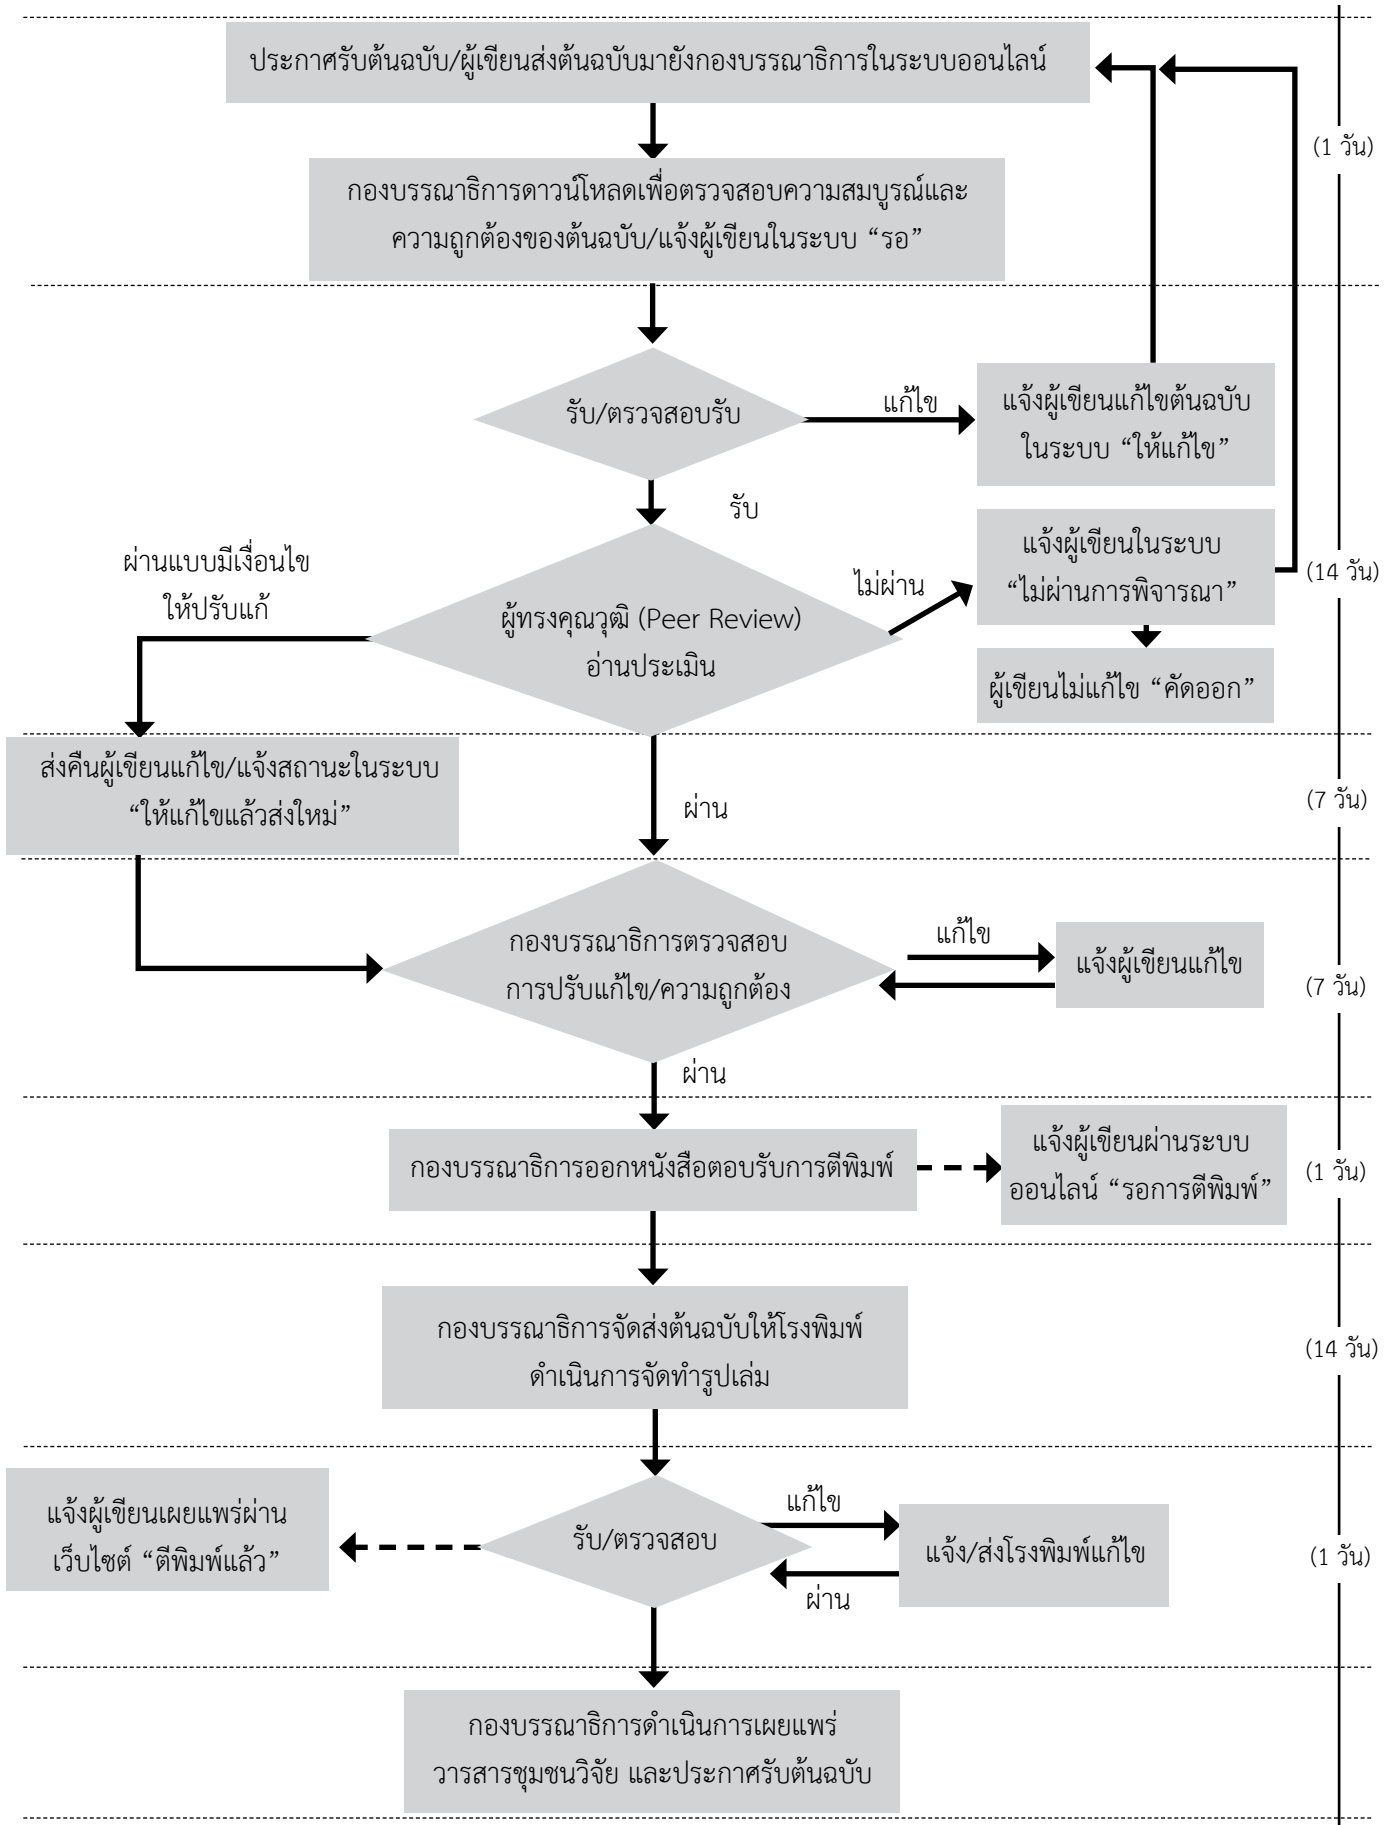 ประกาศรับต้นฉบับ/ผู้เขียนส่งต้นฉบับมายังกองบรรณาธิการในระบบออนไลน์
(1 วัน)
กองบรรณาธิการดาวน์โหลดเพื่อตรวจสอบความสมบูรณ์และ
ความถูกต้องของต้นฉบับ/แจ้งผู้เขียนในระบบ “รอ”
รับ/ตรวจสอบรับ
แก้ไข
แจ้งผู้เขียนแก้ไขต้นฉบับ
ในระบบ “ให้แก้ไข”
รับ
ผ่านแบบมีเงื่อนไข
ให้ปรับแก้
ผู้ทรงคุณวุฒิ (Peer Review)
อ่านประเมิน
ไม่ผ่าน
แจ้งผู้เขียนในระบบ
“ไม่ผ่านการพิจารณา”
(14 วัน)
ผู้เขียนไม่แก้ไข “คัดออก”
ส่งคืนผู้เขียนแก้ไข/แจ้งสถานะในระบบ
“ให้แก้ไขแล้วส่งใหม่”
ผ่าน
(7 วัน)
กองบรรณาธิการตรวจสอบ
การปรับแก้ไข/ความถูกต้อง
แก้ไข
แจ้งผู้เขียนแก้ไข
(7 วัน)
ผ่าน
กองบรรณาธิการออกหนังสือตอบรับการตีพิมพ์
แจ้งผู้เขียนผ่านระบบ
ออนไลน์ “รอการตีพิมพ์”
(1 วัน)
กองบรรณาธิการจัดส่งต้นฉบับให้โรงพิมพ์
ดำเนินการจัดทำรูปเล่ม
(14 วัน)
แจ้งผู้เขียนเผยแพร่ผ่าน
เว็บไซต์ “ตีพิมพ์แล้ว”
รับ/ตรวจสอบ
แก้ไข
แจ้ง/ส่งโรงพิมพ์แก้ไข
ผ่าน
(1 วัน)
กองบรรณาธิการดำเนินการเผยแพร่
วารสารชุมชนวิจัย และประกาศรับต้นฉบับ